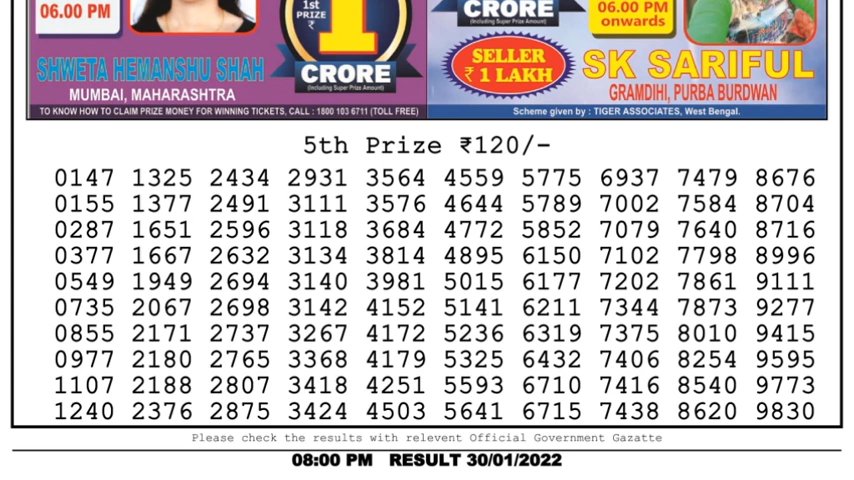 06.00 PM
1st
PRIZE
₹
1
CRORE
(Including Super Prize Amount)
SHWETA HEMANSHU SHAH
MUMBAI, MAHARASHTRA
TO KNOW HOW TO CLAIM PRIZE MONEY FOR WINNING TICKETS, CALL : 1800 103 6711 (TOLL FREE)
CRORE
(Including Super Prize Amount)
06.00 PM
onwards
SELLER
₹ 1 LAKH
SK SARIFUL
GRAMDIHI, PURBA BURDWAN
Scheme given by : TIGER ASSOCIATES, West Bengal.
5th Prize ₹120/-
0147 1325 2434 2931 3564 4559 5775 6937 7479 8676
0155 1377 2491 3111 3576 4644 5789 7002 7584 8704
0287 1651 2596 3118 3684 4772 5852 7079 7640 8716
0377 1667 2632 3134 3814 4895 6150 7102 7798 8996
0549 1949 2694 3140 3981 5015 6177 7202 7861 9111
0735 2067 2698 3142 4152 5141 6211 7344 7873 9277
0855 2171 2737 3267 4172 5236 6319 7375 8010 9415
0977 2180 2765 3368 4179 5325 6432 7406 8254 9595
1107 2188 2807 3418 4251 5593 6710 7416 8540 9773
1240 2376 2875 3424 4503 5641 6715 7438 8620 9830
Please check the results with relevent Official Government Gazatte
08:00 PM RESULT 30/01/2022